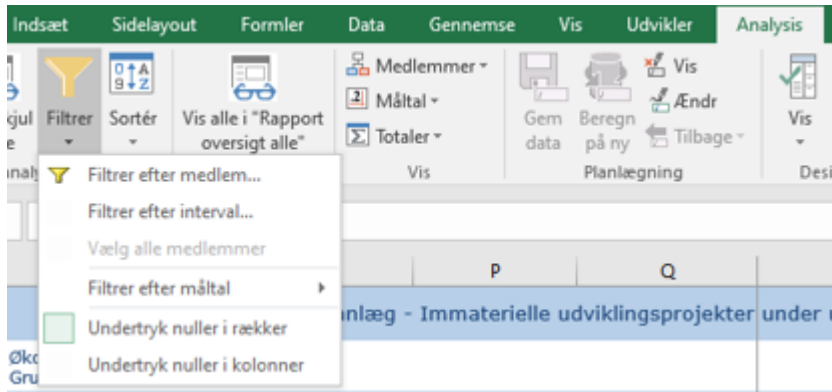 Indsæt Sidelayout Formler Data Gennemse Vis Udvikler Analysis
Filtrer Sortér Vis alle i "Rapport
oversigt alle"
Medlemmer
Måltal
Totaler
Gem
data
Beregn
på ny
Vis
Ændr
Tilbage
Vis
Vis Planlægning
Filtrer efter medlem...
Filtrer efter interval...
Vælg alle medlemmer
Filtrer efter måltal
Undertryk nuller i rækker
Undertryk nuller i kolonner
P Q
- Immaterielle udviklingsprojekter under